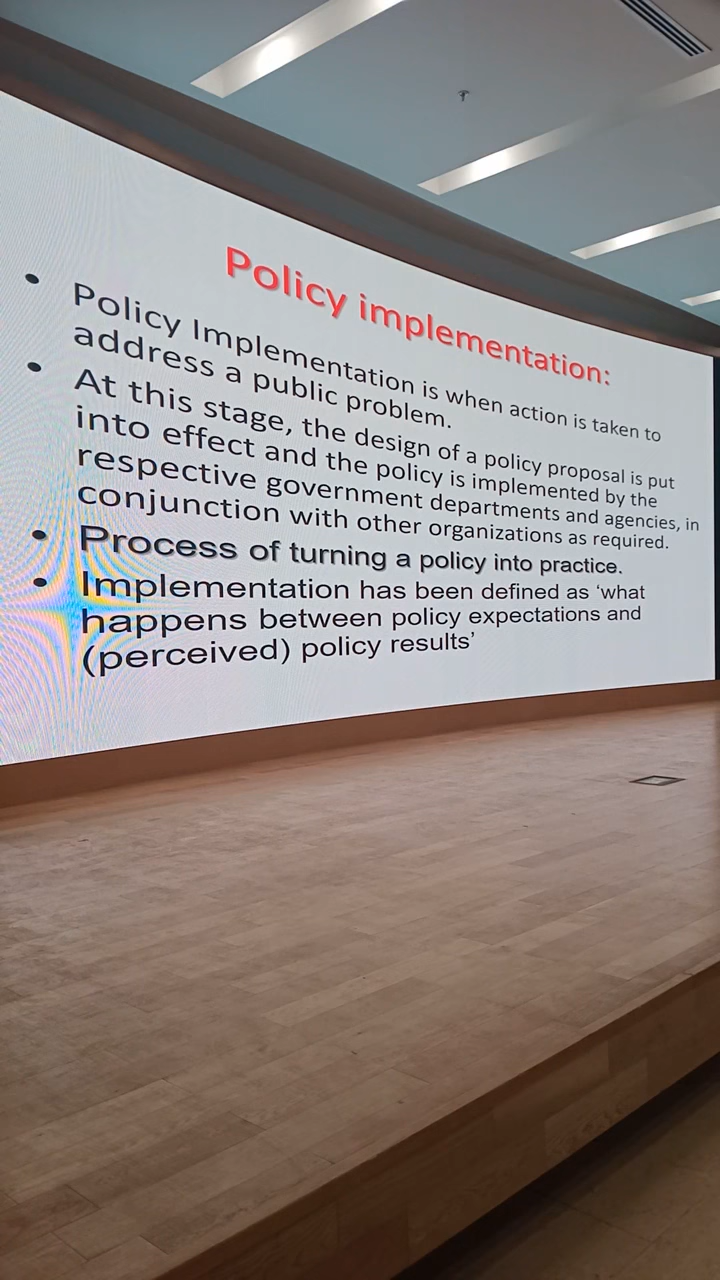 Policy implementation:
• Policy Implementation is when action is taken to
address a public problem.
• At this stage, the design of a policy proposal is put
into effect and the policy is implemented by the
respective government departments and agencies, in
conjunction with other organizations as required.
• Process of turning a policy into practice.
• Implementation has been defined as ‘what
happens between policy expectations and
(perceived) policy results’